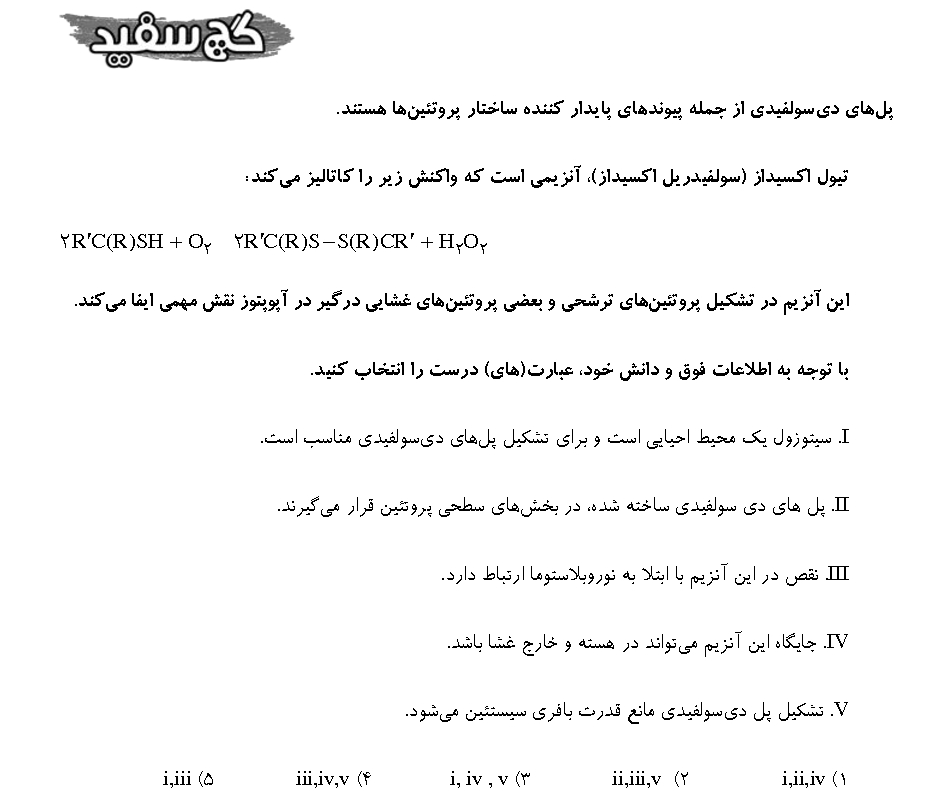 گچ سفید
پل‌های دی‌سولفیدی از جمله پیوندهای پایدار کننده ساختار پروتئین‌ها هستند.
تیول اکسیداز (سولفیدریل اکسیداز)، آنزیمی است که واکنش زیر را کاتالیز می‌کند:
۲R′C(R)SH + O۲   ۲R′C(R)S−S(R)CR′ + H۲O۲
این آنزیم در تشکیل پروتئین‌های ترشحی و بعضی پروتئین‌های غشایی درگیر در آپوپتوز نقش مهمی ایفا می‌کند.
با توجه به اطلاعات فوق و دانش خود، عبارت(های) درست را انتخاب کنید.
I. سیتوزول یک محیط احیایی است و برای تشکیل پل‌های دی‌سولفیدی مناسب است.
II. پل های دی سولفیدی ساخته شده، در بخش‌های سطحی پروتئین قرار می‌گیرند.
III. نقص در این آنزیم با ابتلا به نوروبلاستوما ارتباط دارد.
IV. جایگاه این آنزیم می‌تواند در هسته و خارج غشا باشد.
V. تشکیل پل دی‌سولفیدی مانع قدرت بافری سیستئین می‌شود.
۱) i,ii,iv   ۲) ii,iii,v   ۳) i, iv , v   ۴) iii,iv,v   ۵) i,iii